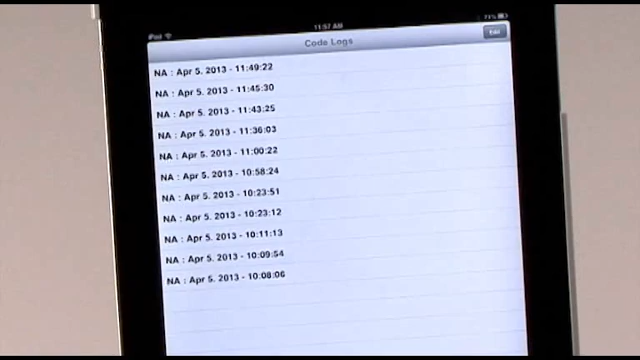 iPad
11:57 AM
77%
Code Logs
Edit
NA : Apr 5, 2013 - 11:49:22
NA : Apr 5, 2013 - 11:45:30
NA : Apr 5, 2013 - 11:43:25
NA : Apr 5, 2013 - 11:36:03
NA : Apr 5, 2013 - 11:00:22
NA : Apr 5, 2013 - 10:58:24
NA : Apr 5, 2013 - 10:23:51
NA : Apr 5, 2013 - 10:23:12
NA : Apr 5, 2013 - 10:11:13
NA : Apr 5, 2013 - 10:09:54
NA : Apr 5, 2013 - 10:08:06